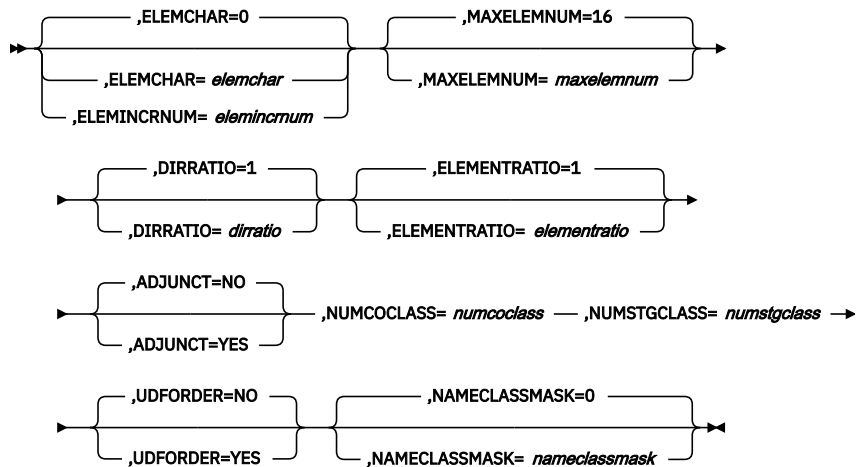 ,ELEMCHAR=0
,ELEMCHAR= elemchar
,ELEMINCRNUM= elemincrnum
,MAXELEMNUM=16
,MAXELEMNUM= maxelemnum
,DIRRATIO=1
,DIRRATIO= dirratio
,ELEMENTRATIO=1
,ELEMENTRATIO= elementratio
,ADJUNCT=NO
,ADJUNCT=YES
,NUMCOCLASS= numcoclass
,NUMSTGCLASS= numstgclass
,UDFORDER=NO
,UDFORDER=YES
,NAMECLASSMASK=0
,NAMECLASSMASK= nameclassmask